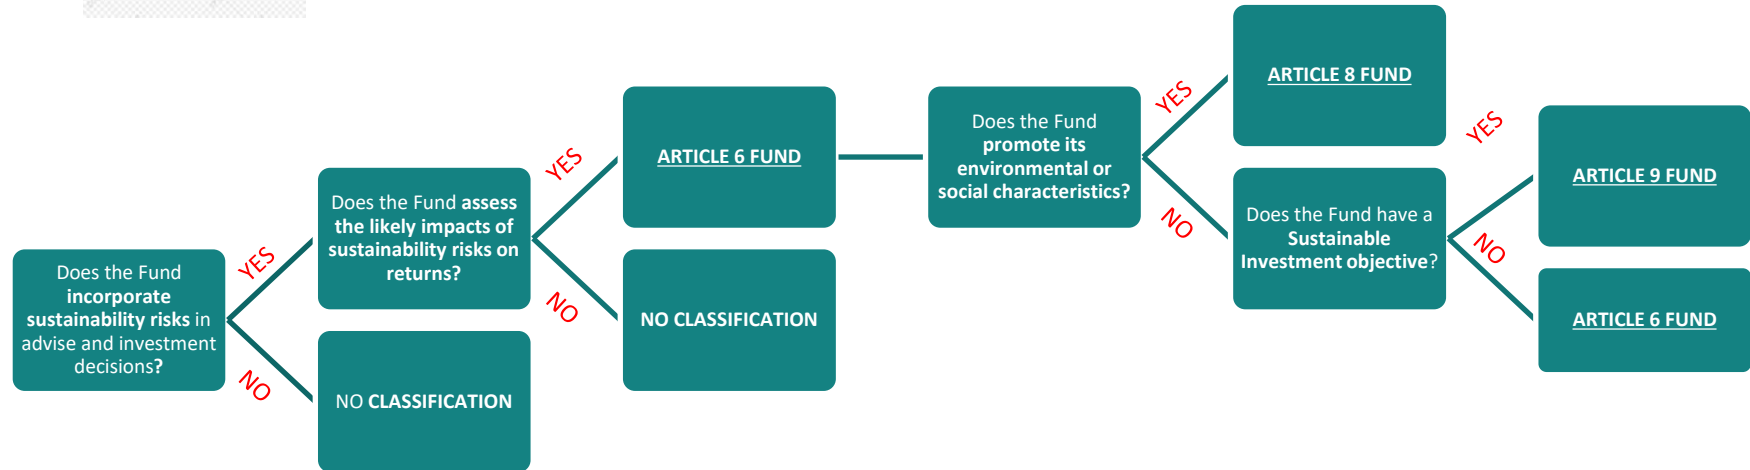 Does the Fund
incorporate
sustainability risks in
advise and investment
decisions?
YES
NO
Does the Fund assess
the likely impacts of
sustainability risks on
returns?
NO CLASSIFICATION
YES
NO
ARTICLE 6 FUND
NO CLASSIFICATION
Does the Fund
promote its
environmental or
social characteristics?
YES
NO
ARTICLE 8 FUND
Does the Fund have a
Sustainable
Investment objective?
YES
NO
ARTICLE 9 FUND
ARTICLE 6 FUND